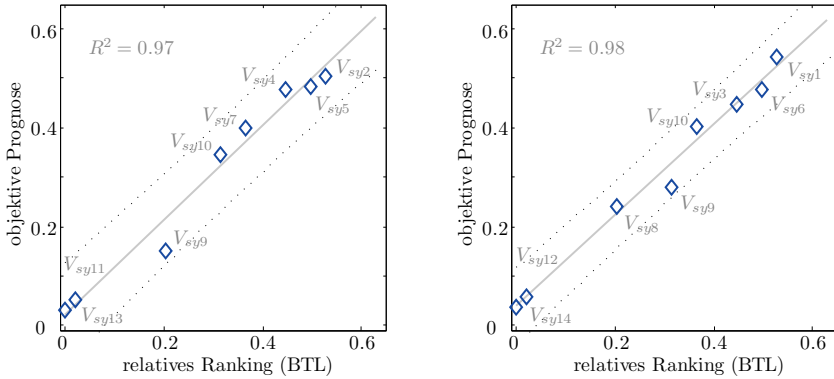 0.6
R² = 0.97
V_sy4
V_sy2
V_sy5
V_sy7
0.4
V_sy10
objektive Prognose
0.2
V_sy9
V_sy11
V_sy13
0
0 0.2 0.4 0.6
relatives Ranking (BTL)
0.6
R² = 0.98
V_sy1
V_sy3
V_sy6
V_sy10
0.4
objektive Prognose
V_sy9
V_sy8
0.2
V_sy12
V_sy14
0
0 0.2 0.4 0.6
relatives Ranking (BTL)